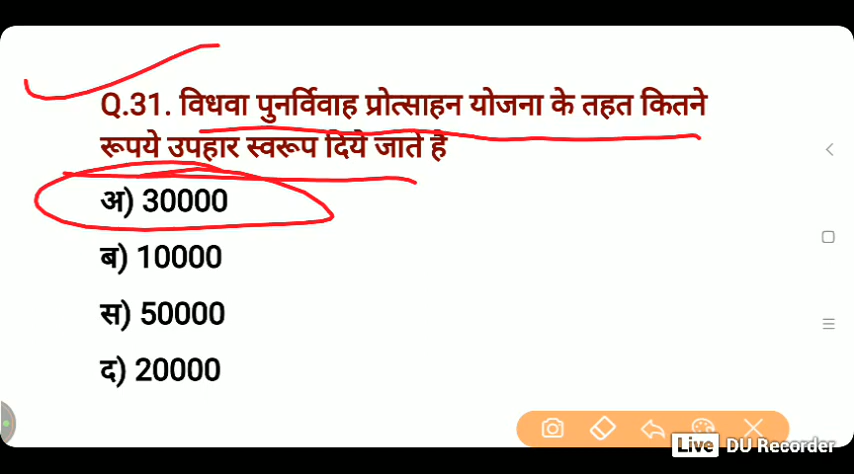 Q.31. विधवा पुनर्विवाह प्रोत्साहन योजना के तहत कितने
रूपये उपहार स्वरूप दिये जाते है
अ) 30000
ब) 10000
स) 50000
द) 20000
Live DU Recorder